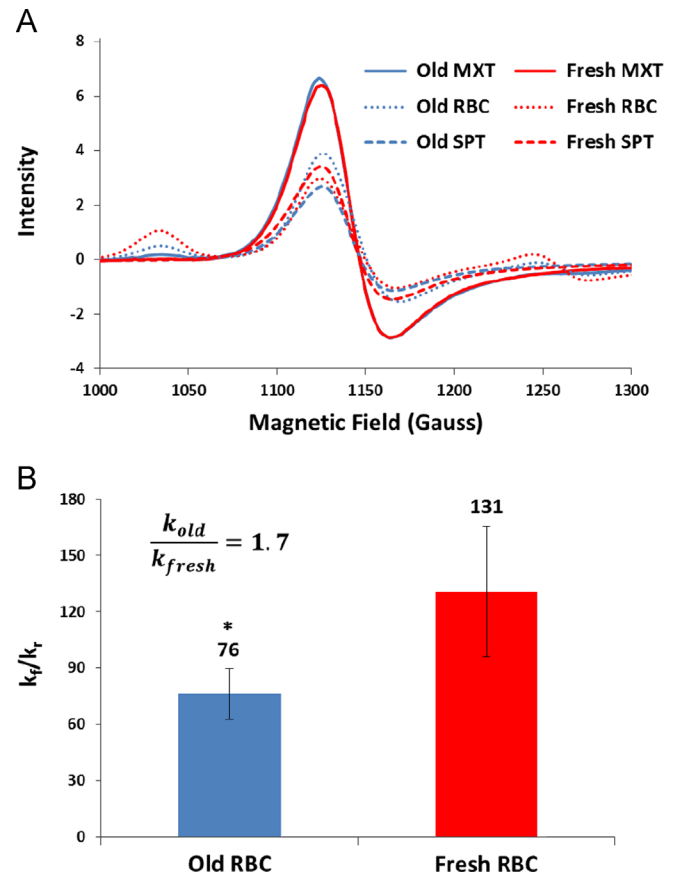 A
8
6
4
2
0
-2
-4
Intensity
Old MXT
Fresh MXT
Old RBC
Fresh RBC
Old SPT
Fresh SPT
1000 1050 1100 1150 1200 1250 1300
Magnetic Field (Gauss)
B
180
150
120
90
60
30
0
kf/kr
k_old/k_fresh = 1.7
*
76
131
Old RBC
Fresh RBC